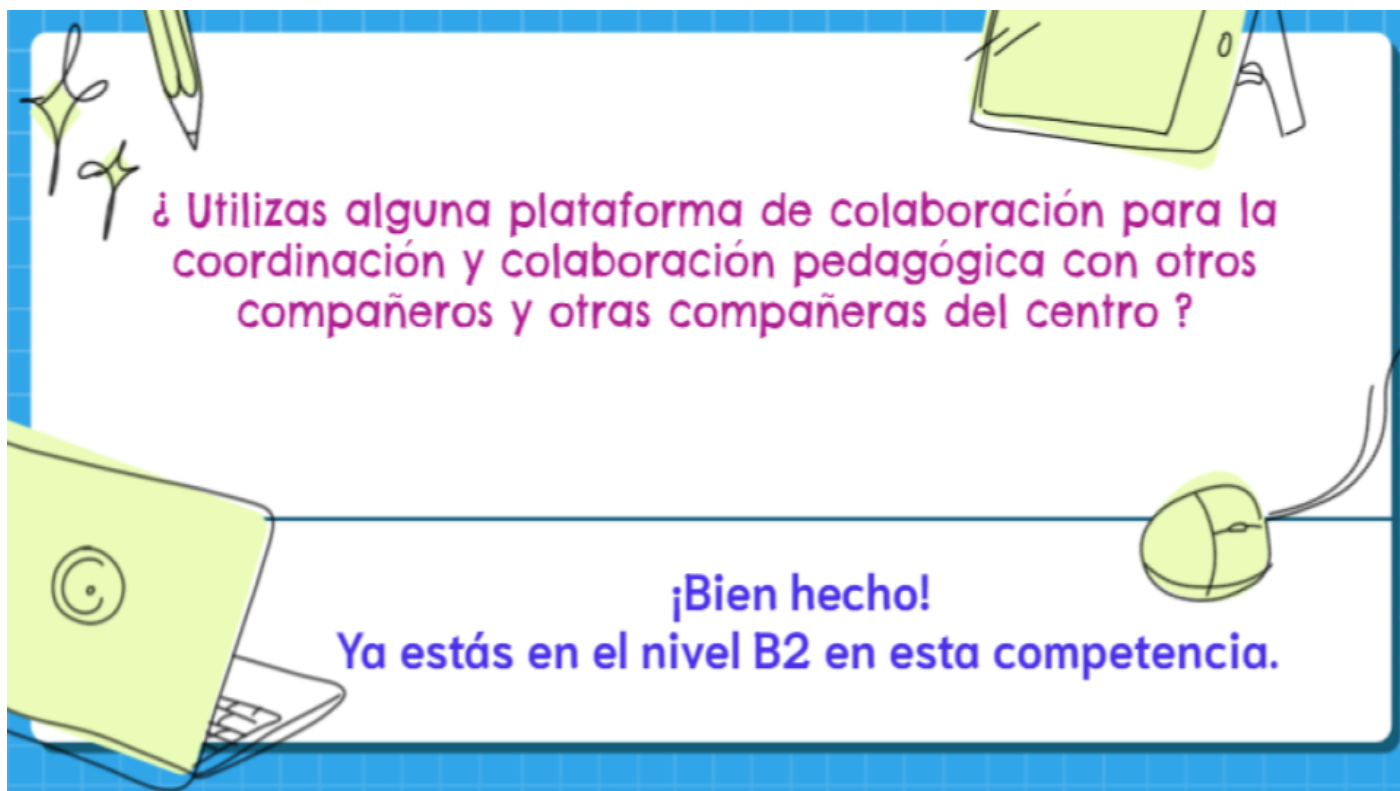 ¿ Utilizas alguna plataforma de colaboración para la
coordinación y colaboración pedagógica con otros
compañeros y otras compañeras del centro ?
¡Bien hecho!
Ya estás en el nivel B2 en esta competencia.